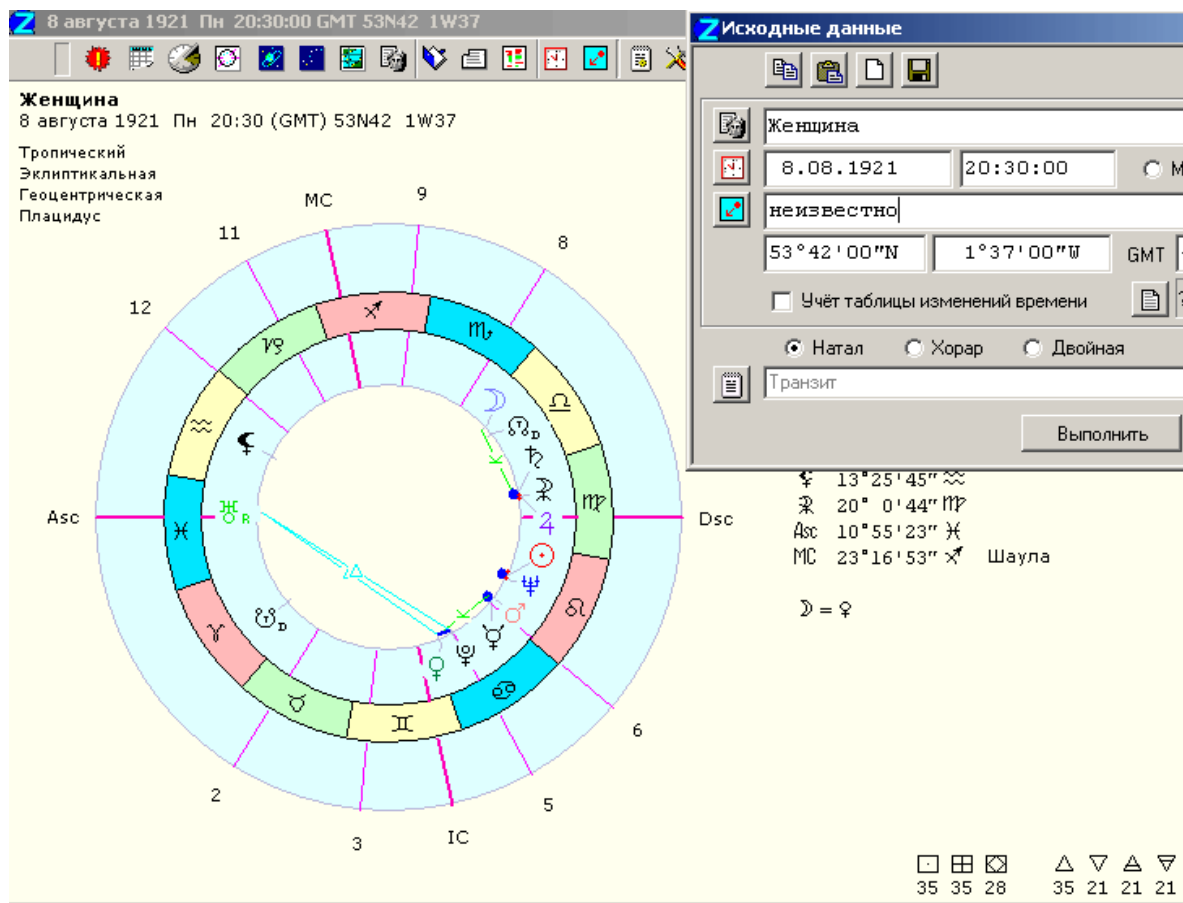 8 августа 1921 Пн 20:30:00 GMT 53N42 1W37
Исходные данные
Женщина
8 августа 1921 Пн 20:30 (GMT) 53N42 1W37
Тропический
Эклиптикальная
Геоцентрическая
Плацидус
Женщина
8.08.1921 20:30:00 М
неизвестно
53°42'00"N 1°37'00"W GMT
Учёт таблицы изменений времени
Натал Хорар Двойная
Транзит
Выполнить
MC 9
11 8
12
Asc Dsc
6
2 5
3 IC
⚸ 13°25'45" ♒
20° 0'44" ♍
Asc 10°55'23" ♓
MC 23°16'53" ♐ Шаула
☽ = ♀
35 35 28 35 21 21 21